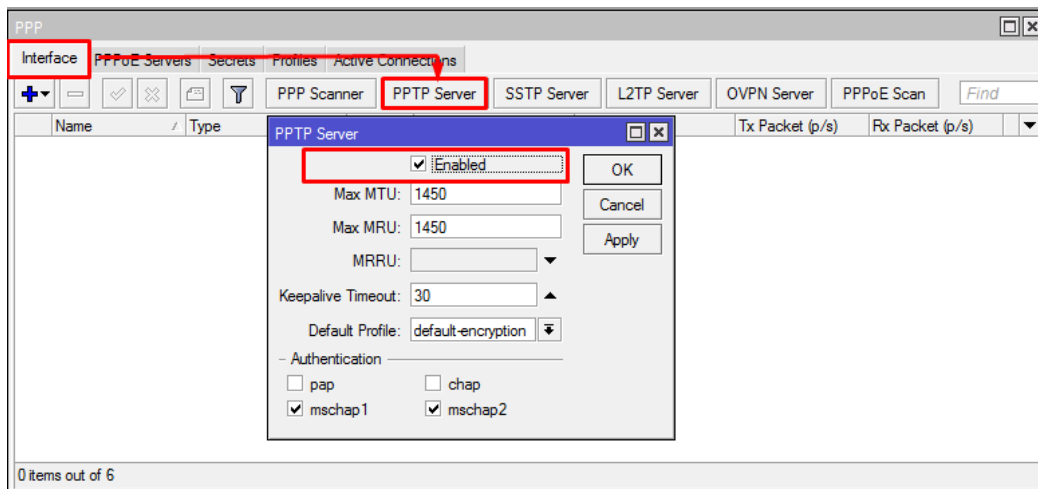 PPP
Interface PPPoE Servers Secrets Profiles Active Connections
PPP Scanner PPTP Server SSTP Server L2TP Server OVPN Server PPPoE Scan Find
Name / Type Tx Packet (p/s) Rx Packet (p/s)
PPTP Server
Enabled OK
Max MTU: 1450
Cancel
Max MRU: 1450
Apply
MRRU:
Keepalive Timeout: 30
Default Profile: default-encryption
Authentication
pap chap
mschap1 mschap2
0 items out of 6